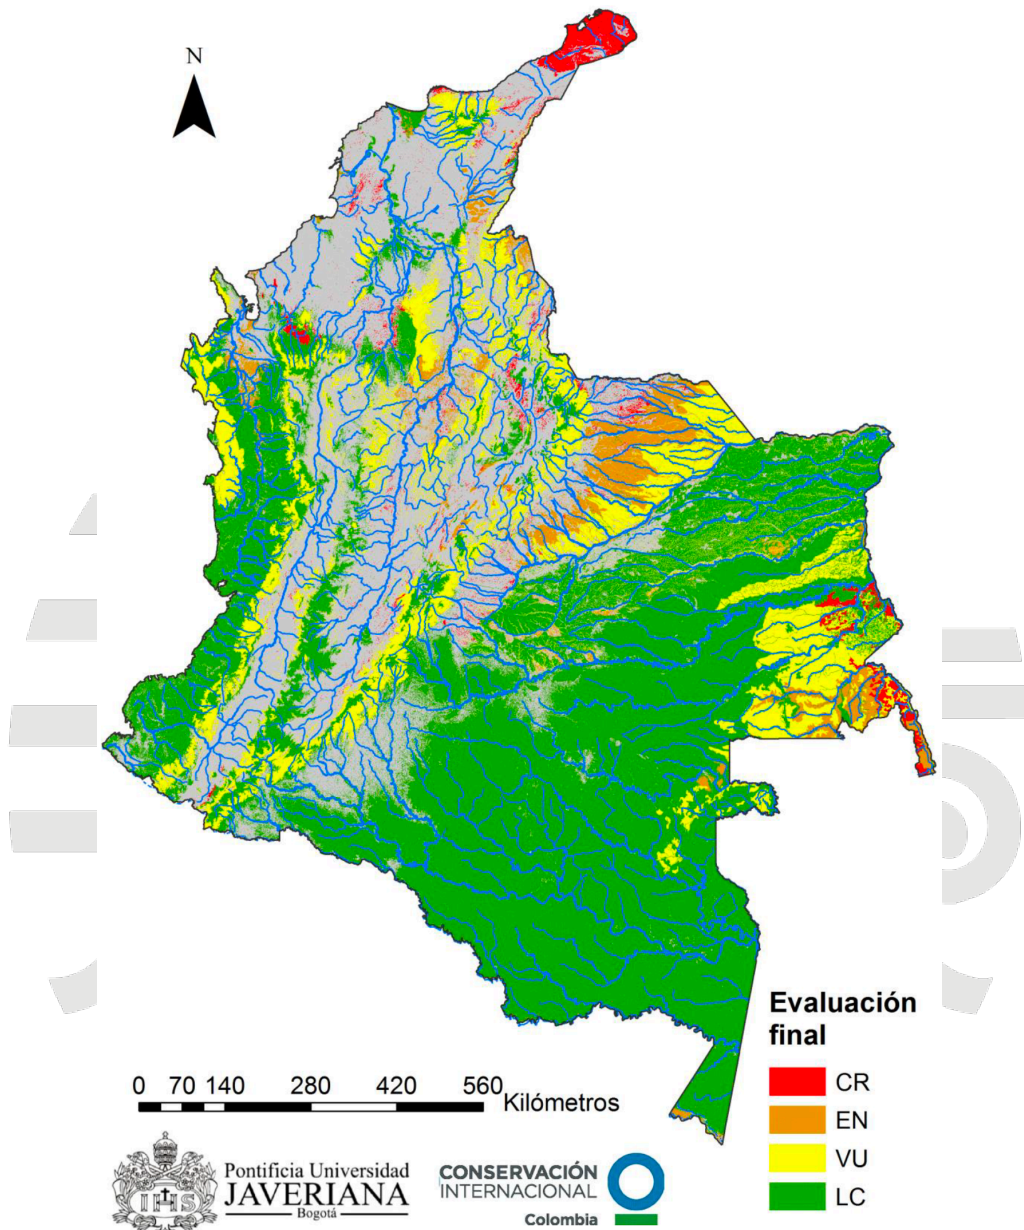 N
Evaluación
final
CR
EN
VU
LC
0 70 140 280 420 560
Kilómetros
IHS
Pontificia Universidad
JAVERIANA
Bogotá
CONSERVACIÓN
INTERNACIONAL
Colombia